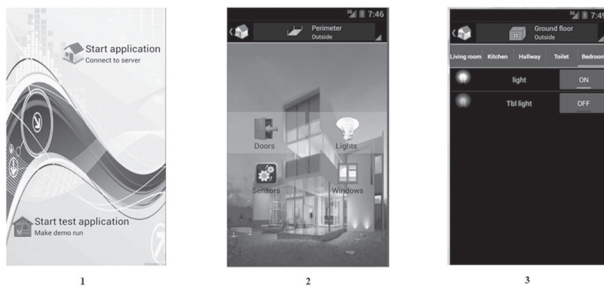 Start application
Connect to server
Start test application
Make demo run
1
7:46
Perimeter
Outside
Doors
Lights
Sensors
Windows
2
7:49
Ground floor
Outside
Living room Kitchen Hallway Toilet Bedroom
light ON
Tbl light OFF
3